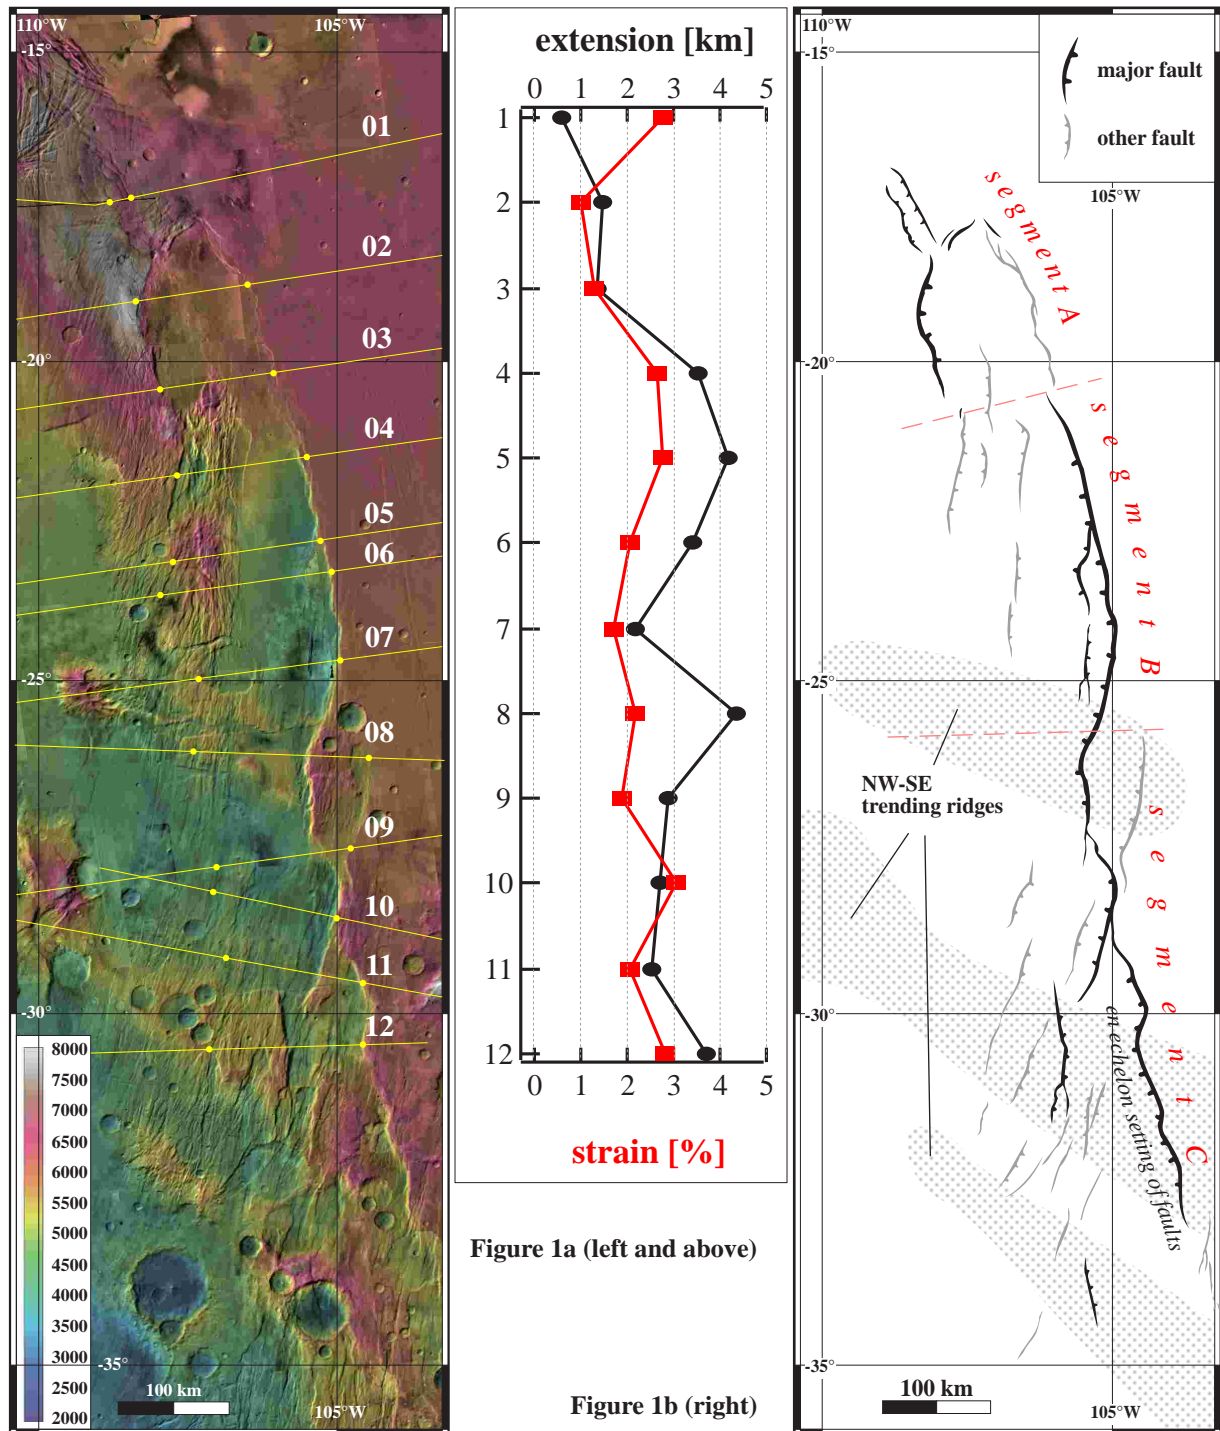 110°W
105°W
-15°
01
02
03
-20°
04
05
06
07
-25°
08
09
10
11
-30°
12
8000
7500
7000
6500
6000
5500
5000
4500
4000
3500
3000
2500
2000
-35°
100 km
105°W
extension [km]
0 1 2 3 4 5
1
2
3
4
5
6
7
8
9
10
11
12
0 1 2 3 4 5
strain [%]
Figure 1a (left and above)
Figure 1b (right)
110°W
-15°
major fault
other fault
105°W
segment A
-20°
segment B
-25°
NW-SE
trending ridges
segment C
-30°
en echelon setting of faults
-35°
100 km
105°W